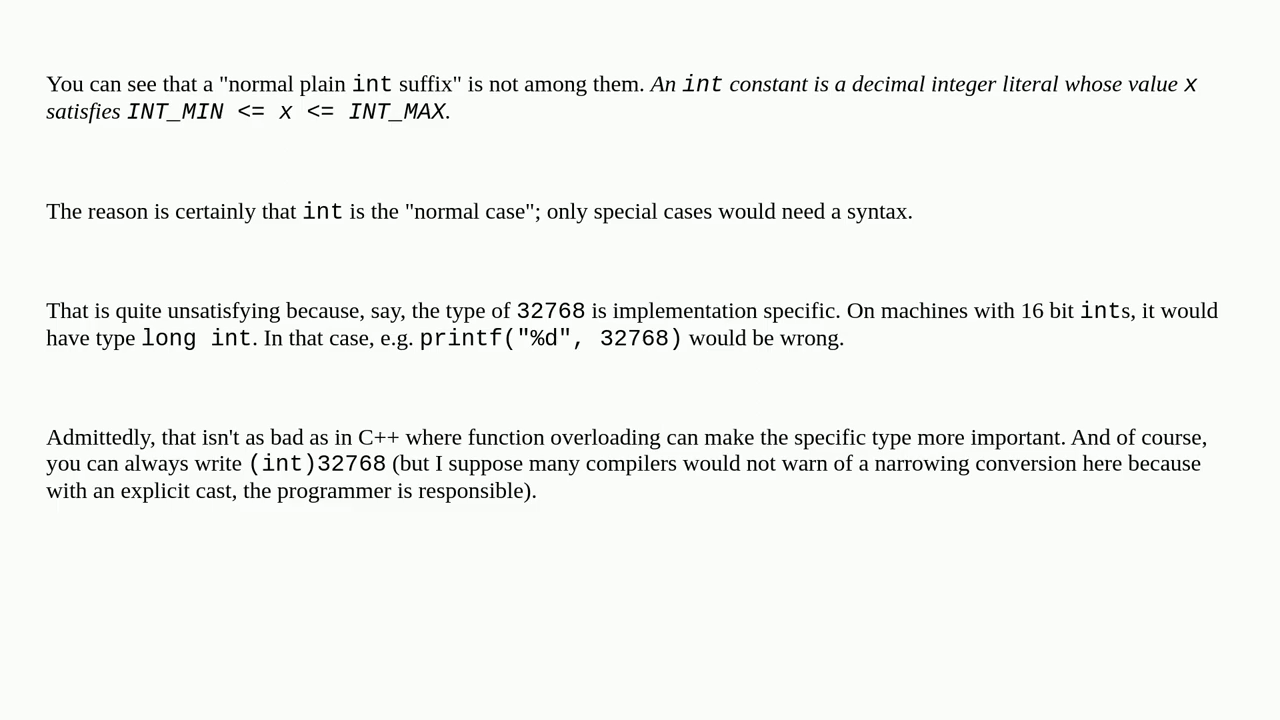 You can see that a "normal plain int suffix" is not among them. An int constant is a decimal integer literal whose value x
satisfies INT_MIN <= x <= INT_MAX.
The reason is certainly that int is the "normal case"; only special cases would need a syntax.
That is quite unsatisfying because, say, the type of 32768 is implementation specific. On machines with 16 bit ints, it would
have type long int. In that case, e.g. printf("%d", 32768) would be wrong.
Admittedly, that isn't as bad as in C++ where function overloading can make the specific type more important. And of course,
you can always write (int)32768 (but I suppose many compilers would not warn of a narrowing conversion here because
with an explicit cast, the programmer is responsible).